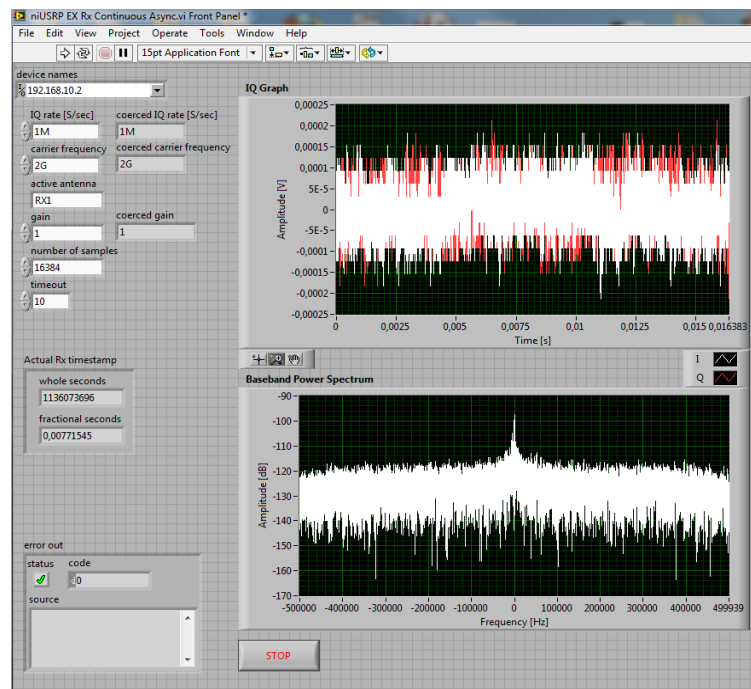 niUSRP EX Rx Continuous Async.vi Front Panel *
File Edit View Project Operate Tools Window Help
15pt Application Font
device names
192.168.10.2
IQ rate [S/sec] coerced IQ rate [S/sec]
1M 1M
carrier frequency coerced carrier frequency
2G 2G
active antenna
RX1
gain coerced gain
1 1
number of samples
16384
timeout
10
Actual Rx timestamp
whole seconds
1136073696
fractional seconds
0,00771545
error out
status code
0
source
IQ Graph
Amplitude [V]
0,00025
0,0002
0,00015
0,0001
5E-5
0
-5E-5
-0,0001
-0,00015
-0,0002
-0,00025
0 0,0025 0,005 0,0075 0,01 0,0125 0,015 0,016383
Time [s]
I
Q
Baseband Power Spectrum
Amplitude [dB]
-90
-100
-110
-120
-130
-140
-150
-160
-170
-500000 -400000 -300000 -200000 -100000 0 100000 200000 300000 400000 499939
Frequency [Hz]
STOP